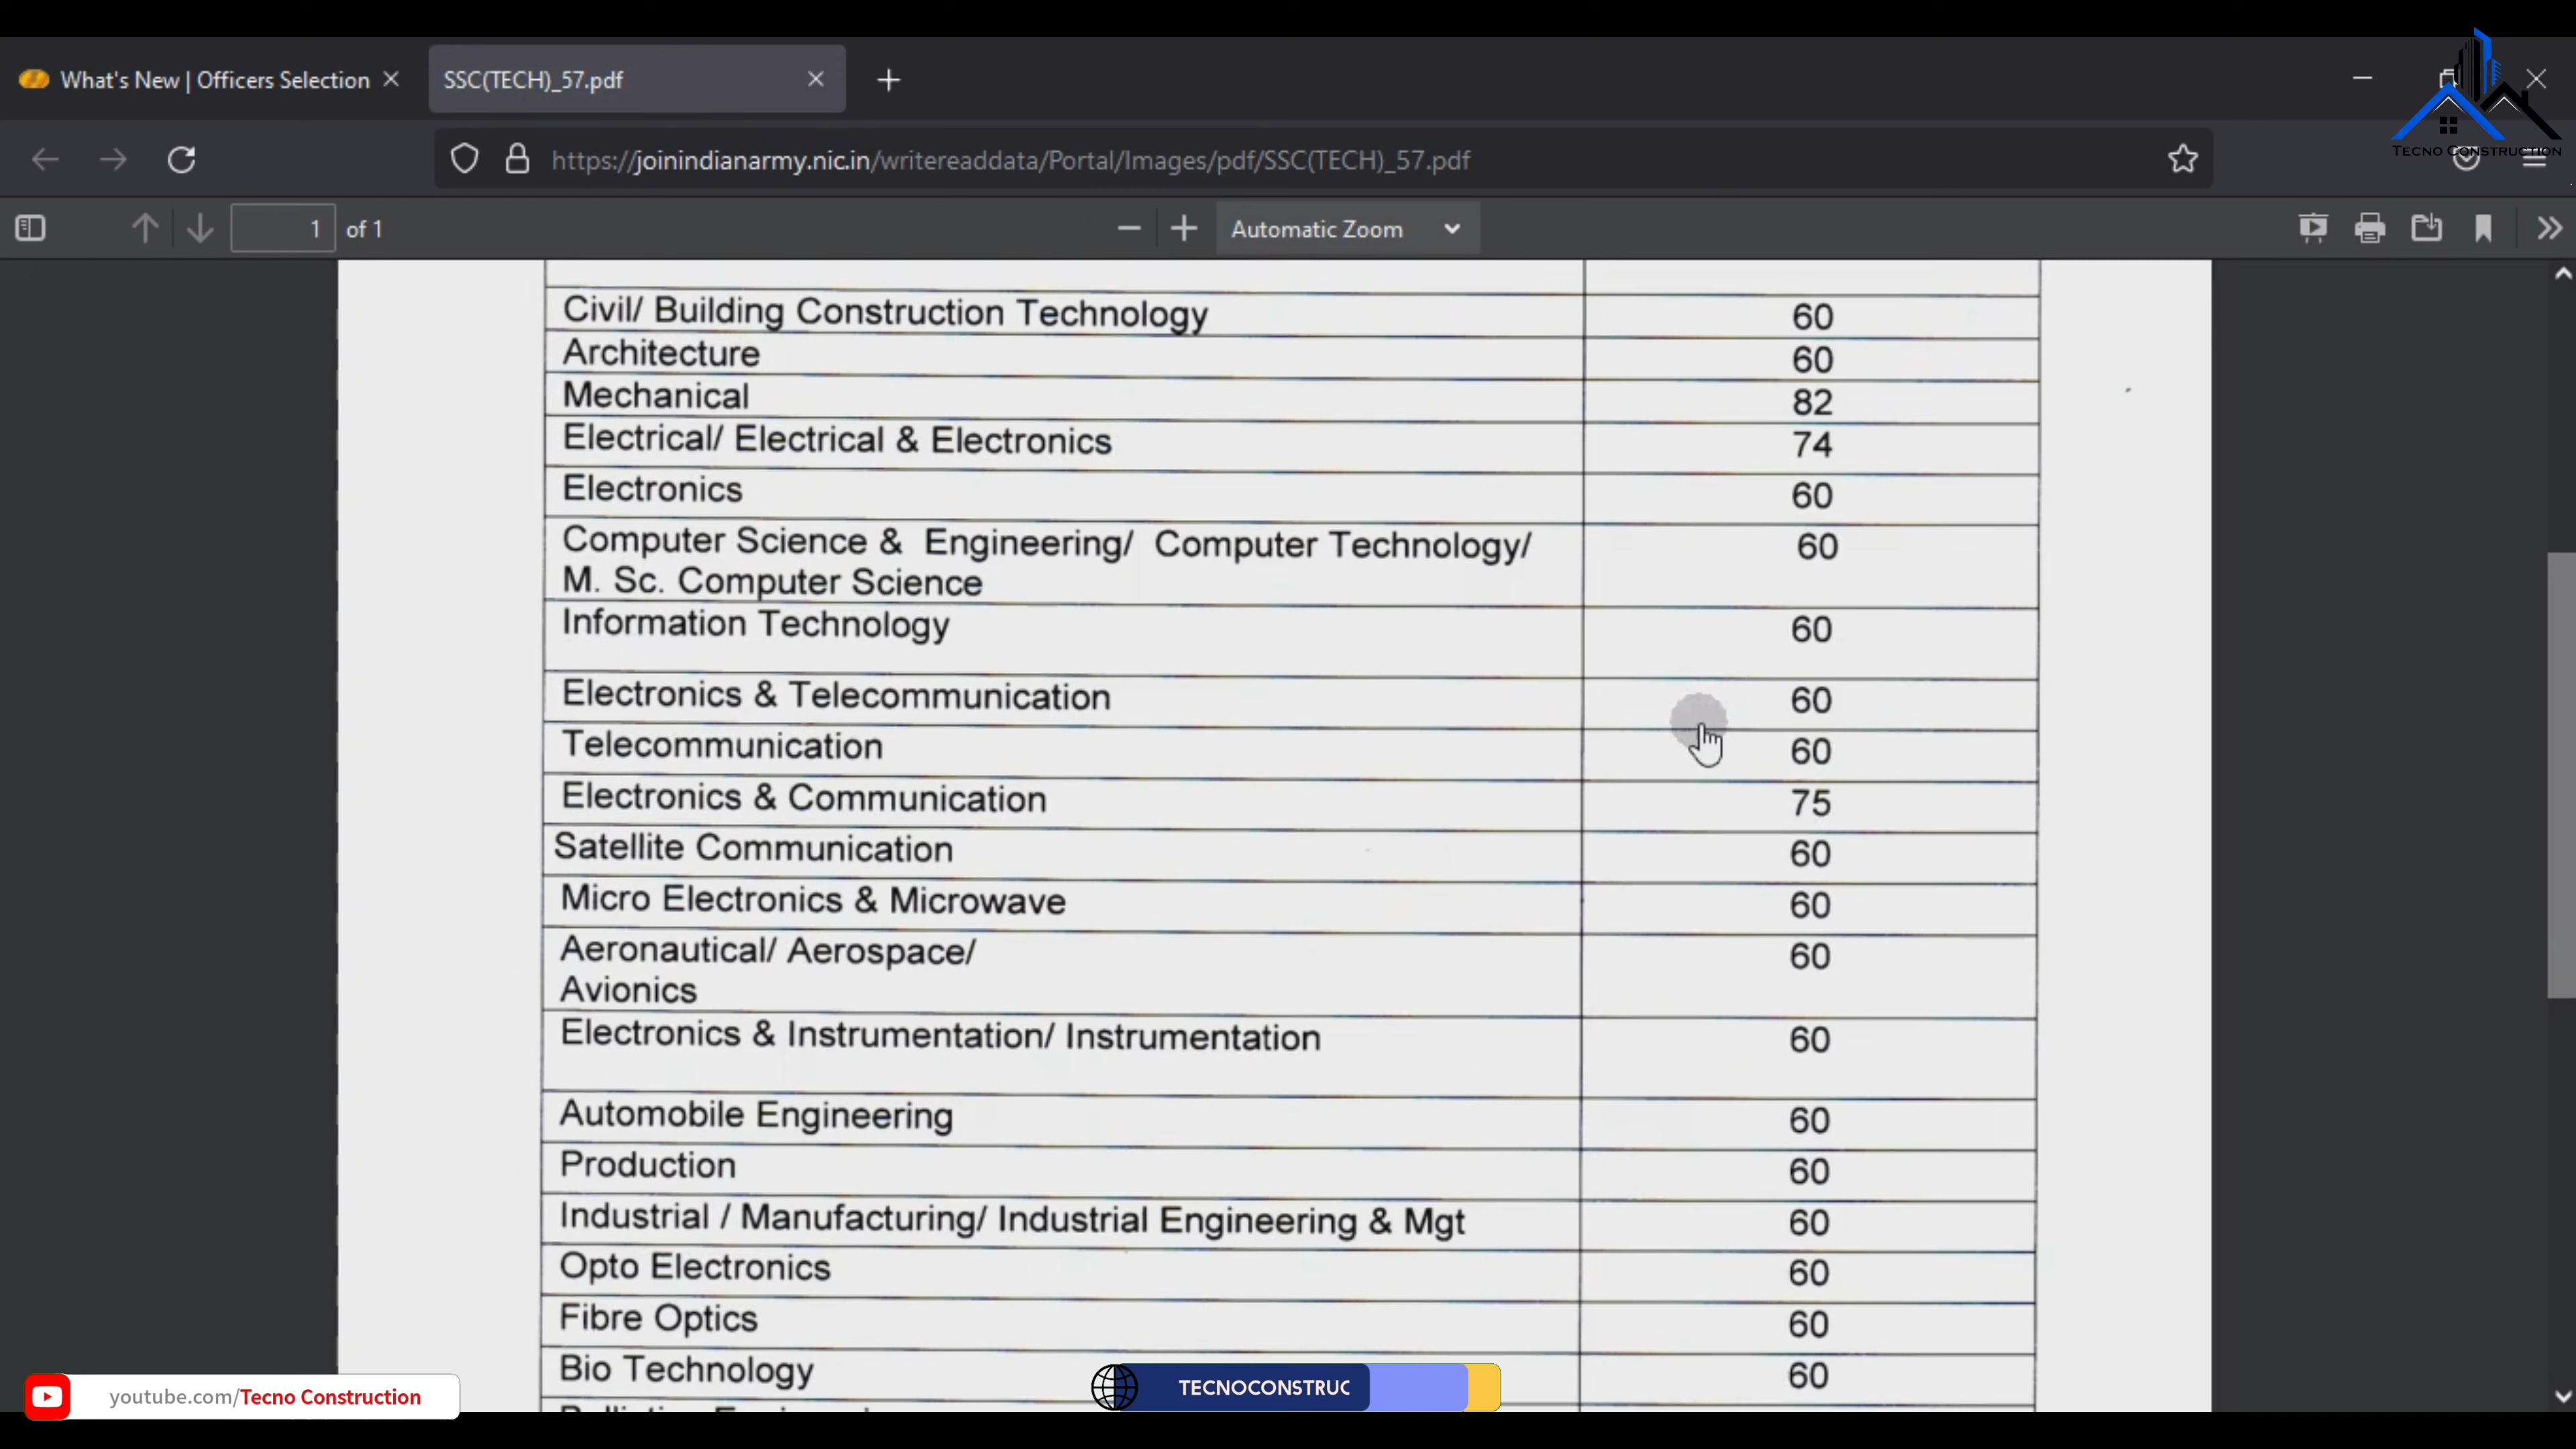 What's New | Officers Selection
SSC(TECH)_57.pdf
TECNO CONSTRUCTION
https://joinindianarmy.nic.in/writereaddata/Portal/Images/pdf/SSC(TECH)_57.pdf
1 of 1
Automatic Zoom
Civil/ Building Construction Technology 60
Architecture 60
Mechanical 82
Electrical/ Electrical & Electronics 74
Electronics 60
Computer Science & Engineering/ Computer Technology/ 60
M. Sc. Computer Science
Information Technology 60
Electronics & Telecommunication 60
Telecommunication 60
Electronics & Communication 75
Satellite Communication 60
Micro Electronics & Microwave 60
Aeronautical/ Aerospace/ 60
Avionics
Electronics & Instrumentation/ Instrumentation 60
Automobile Engineering 60
Production 60
Industrial / Manufacturing/ Industrial Engineering & Mgt 60
Opto Electronics 60
Fibre Optics 60
Bio Technology 60
youtube.com/Tecno Construction
TECNOCONSTRUC